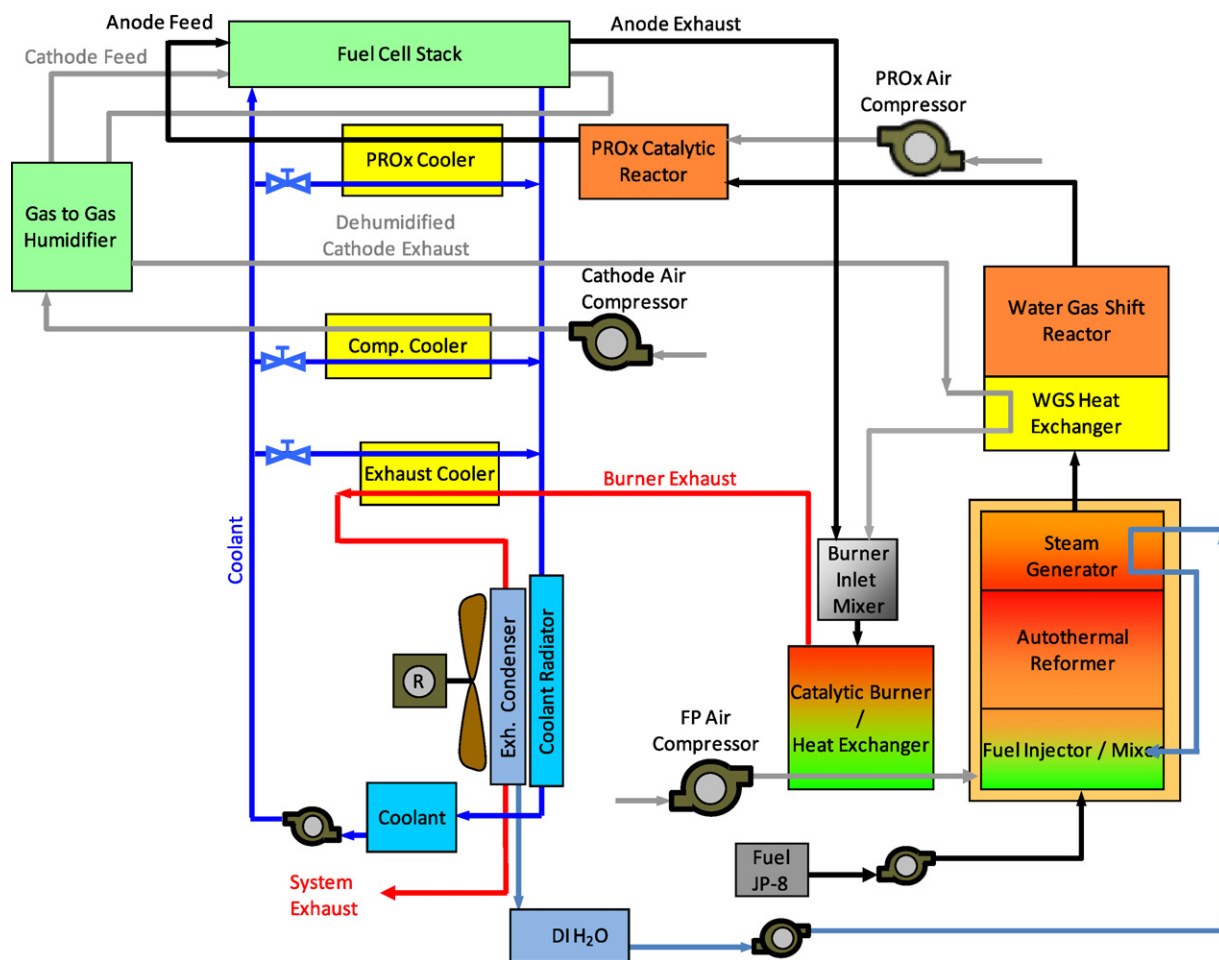 Anode Feed
Anode Exhaust
Cathode Feed
Fuel Cell Stack
PROx Air
Compressor
PROx Cooler
PROx Catalytic
Reactor
Gas to Gas
Humidifier
Dehumidified
Cathode Exhaust
Cathode Air
Compressor
Water Gas Shift
Reactor
Comp. Cooler
WGS Heat
Exchanger
Exhaust Cooler
Burner Exhaust
Coolant
Burner
Inlet
Mixer
Steam
Generator
Autothermal
Reformer
R
Exh. Condenser
Coolant Radiator
Catalytic Burner
/
Heat Exchanger
FP Air
Compressor
Fuel Injector / Mixer
Coolant
Fuel
JP-8
System
Exhaust
DI H₂O